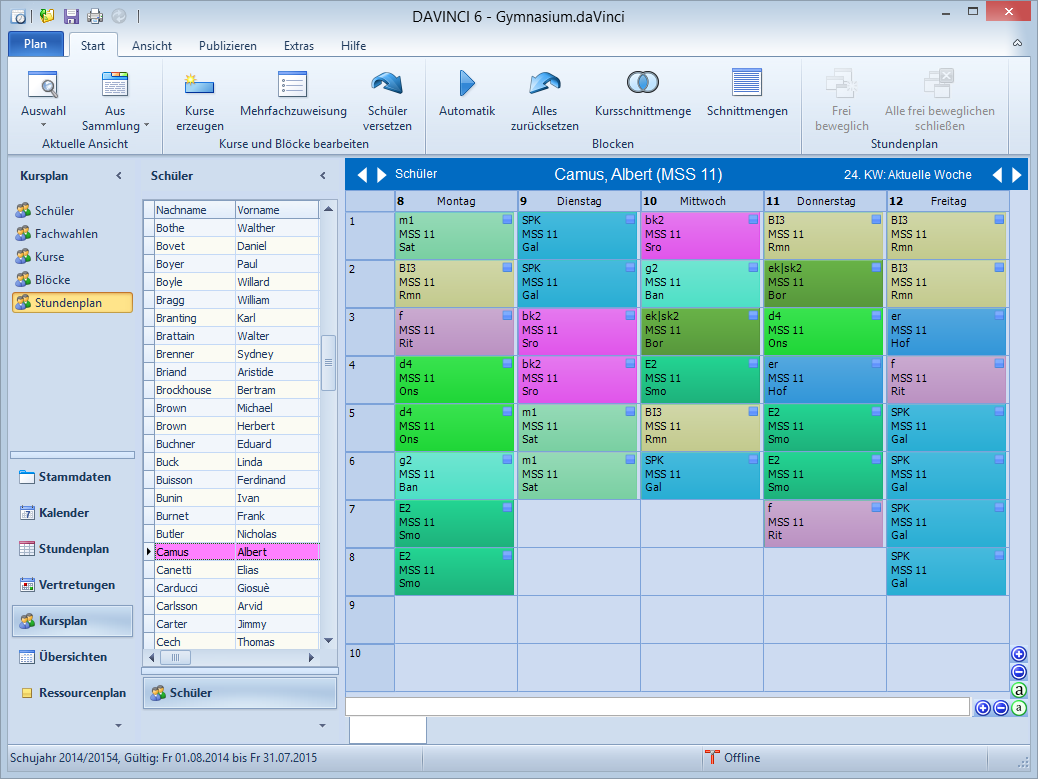 DAVINCI 6 - Gymnasium.daVinci
Plan Start Ansicht Publizieren Extras Hilfe
Auswahl
Aus Sammlung
Aktuelle Ansicht
Kurse erzeugen
Mehrfachzuweisung
Schüler versetzen
Kurse und Blöcke bearbeiten
Automatik
Alles zurücksetzen
Kursschnittmenge
Schnittmengen
Blocken
Frei beweglich
Alle frei beweglichen schließen
Stundenplan
Kursplan
Schüler
Fachwahlen
Kurse
Blöcke
Stundenplan
Stammdaten
Kalender
Stundenplan
Vertretungen
Kursplan
Übersichten
Ressourcenplan
Schüler
Nachname Vorname
Bothe Walther
Bovet Daniel
Boyer Paul
Boyle Willard
Bragg William
Branting Karl
Brattain Walter
Brenner Sydney
Briand Aristide
Brockhouse Bertram
Brown Michael
Brown Herbert
Buchner Eduard
Buck Linda
Buisson Ferdinand
Bunin Ivan
Burnet Frank
Butler Nicholas
Camus Albert
Canetti Elias
Carducci Giosuè
Carlsson Arvid
Carter Jimmy
Cech Thomas
Schüler
Schüler Camus, Albert (MSS 11) 24. KW: Aktuelle Woche
8 Montag 9 Dienstag 10 Mittwoch 11 Donnerstag 12 Freitag
1 m1 SPK bk2 BI3 BI3
MSS 11 MSS 11 MSS 11 MSS 11 MSS 11
Sat Gal Sro Rmn Rmn
2 BI3 SPK g2 ek|sk2 BI3
MSS 11 MSS 11 MSS 11 MSS 11 MSS 11
Rmn Gal Ban Bor Rmn
3 f bk2 ek|sk2 d4 er
MSS 11 MSS 11 MSS 11 MSS 11 MSS 11
Rit Sro Bor Ons Hof
4 d4 bk2 E2 er f
MSS 11 MSS 11 MSS 11 MSS 11 MSS 11
Ons Sro Smo Hof Rit
5 d4 m1 BI3 E2 SPK
MSS 11 MSS 11 MSS 11 MSS 11 MSS 11
Ons Sat Rmn Smo Gal
6 g2 m1 SPK E2 SPK
MSS 11 MSS 11 MSS 11 MSS 11 MSS 11
Ban Sat Gal Smo Gal
7 E2 f SPK
MSS 11 MSS 11 MSS 11
Smo Rit Gal
8 E2 SPK
MSS 11 MSS 11
Smo Gal
9
10
a
a
Schujahr 2014/20154, Gültig: Fr 01.08.2014 bis Fr 31.07.2015 Offline